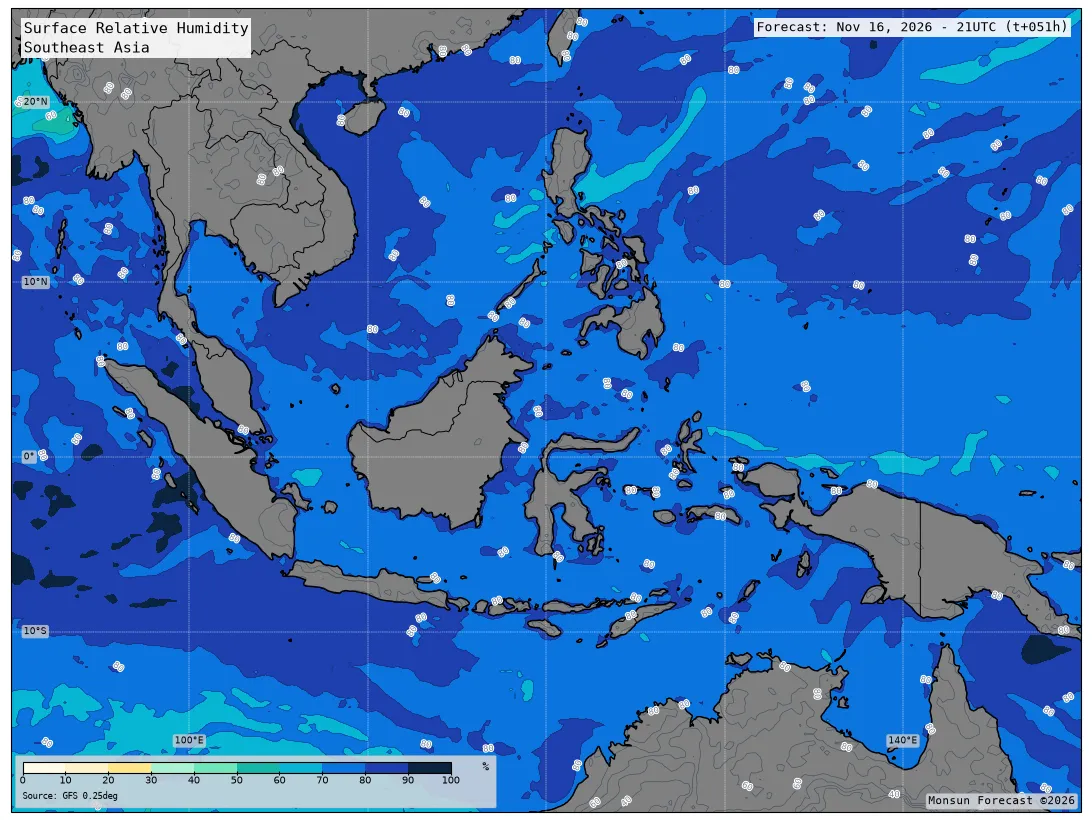 Surface Relative Humidity
Southeast Asia
Forecast: Nov 16, 2026 - 21UTC (t+051h)
20°N
10°N
0°
10°S
100°E
140°E
0 10 20 30 40 50 60 70 80 90 100
%
Source: GFS 0.25deg
Monsun Forecast ©2026